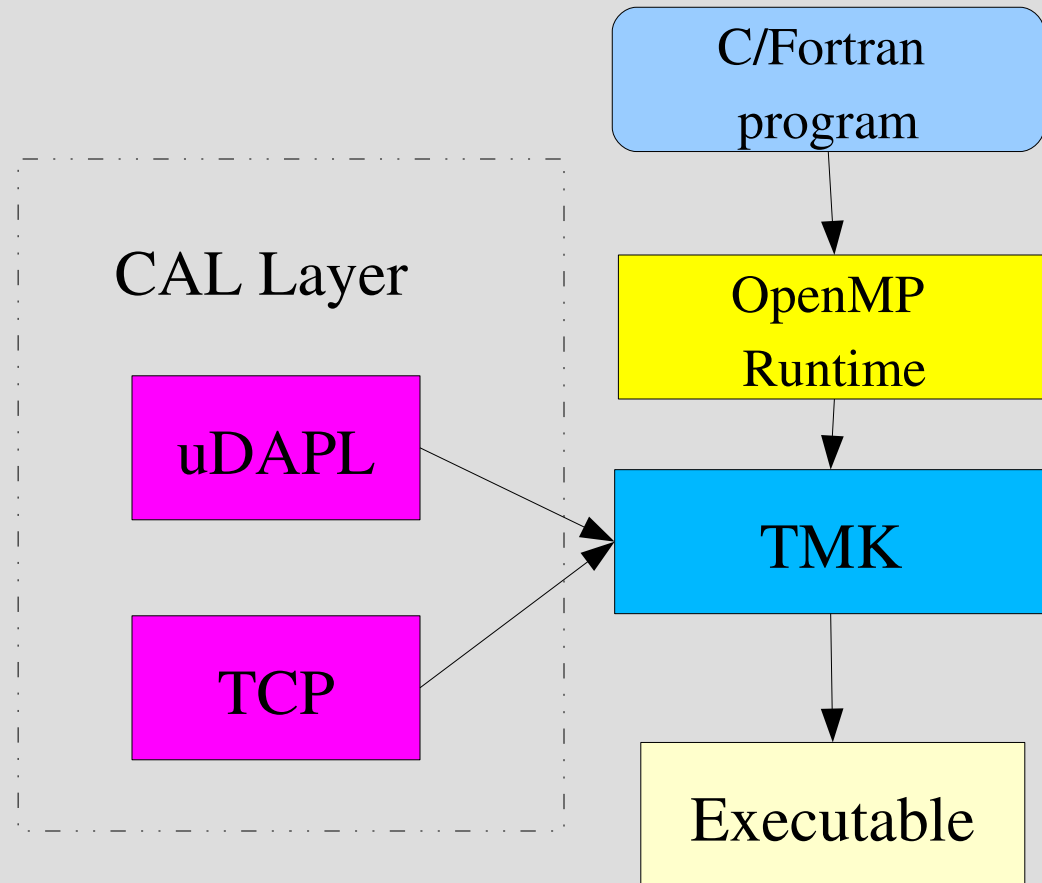 C/Fortran
program
CAL Layer
OpenMP
Runtime
uDAPL
TMK
TCP
Executable